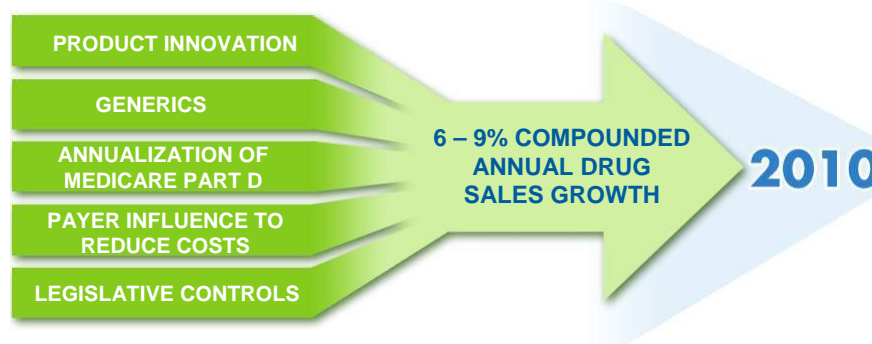 PRODUCT INNOVATION
GENERICS
ANNUALIZATION OF
MEDICARE PART D
PAYER INFLUENCE TO
REDUCE COSTS
LEGISLATIVE CONTROLS
6 – 9% COMPOUNDED
ANNUAL DRUG
SALES GROWTH
2010